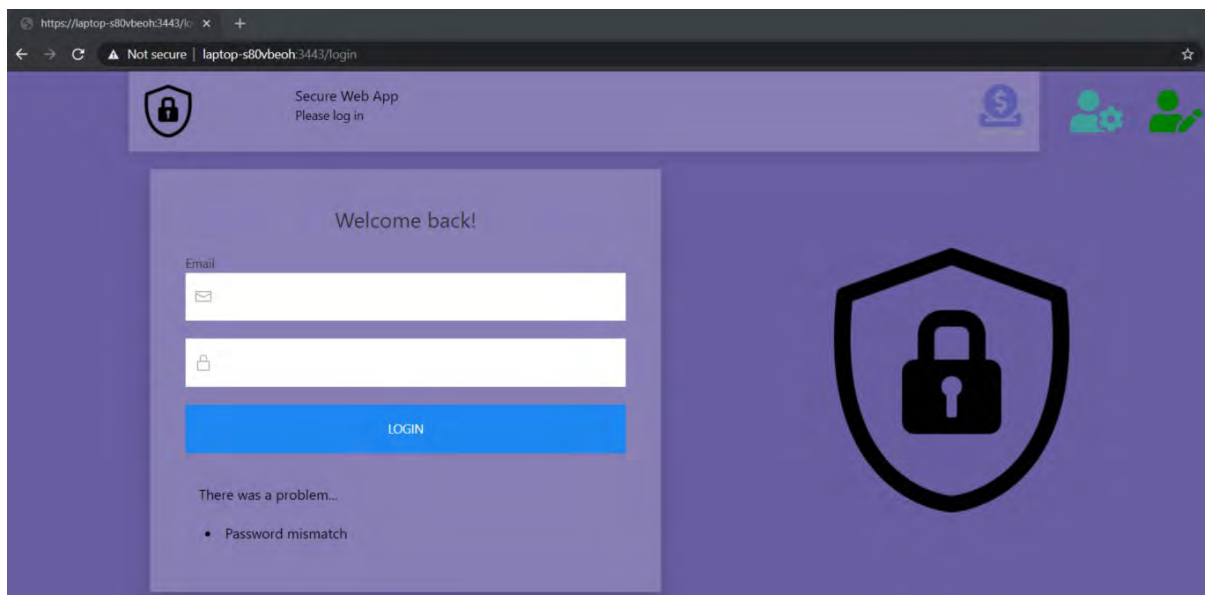 https://laptop-s80vbeoh:3443/lo
Not secure | laptop-s80vbeoh:3443/login
Secure Web App
Please log in
Welcome back!
Email
LOGIN
There was a problem...
• Password mismatch